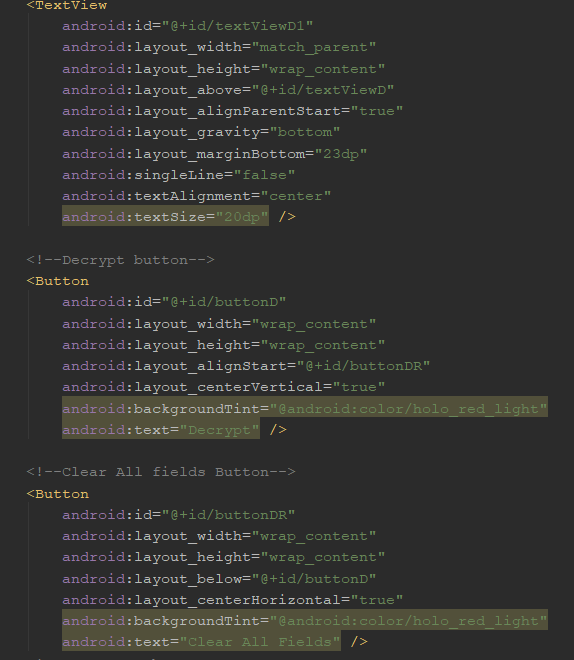 <TextView
android:id="@+id/textViewD1"
android:layout_width="match_parent"
android:layout_height="wrap_content"
android:layout_above="@+id/textViewD"
android:layout_alignParentStart="true"
android:layout_gravity="bottom"
android:layout_marginBottom="23dp"
android:singleLine="false"
android:textAlignment="center"
android:textSize="20dp" />
<!--Decrypt button-->
<Button
android:id="@+id/buttonD"
android:layout_width="wrap_content"
android:layout_height="wrap_content"
android:layout_alignStart="@+id/buttonDR"
android:layout_centerVertical="true"
android:backgroundTint="@android:color/holo_red_light"
android:text="Decrypt" />
<!--Clear All fields Button-->
<Button
android:id="@+id/buttonDR"
android:layout_width="wrap_content"
android:layout_height="wrap_content"
android:layout_below="@+id/buttonD"
android:layout_centerHorizontal="true"
android:backgroundTint="@android:color/holo_red_light"
android:text="Clear All Fields" />